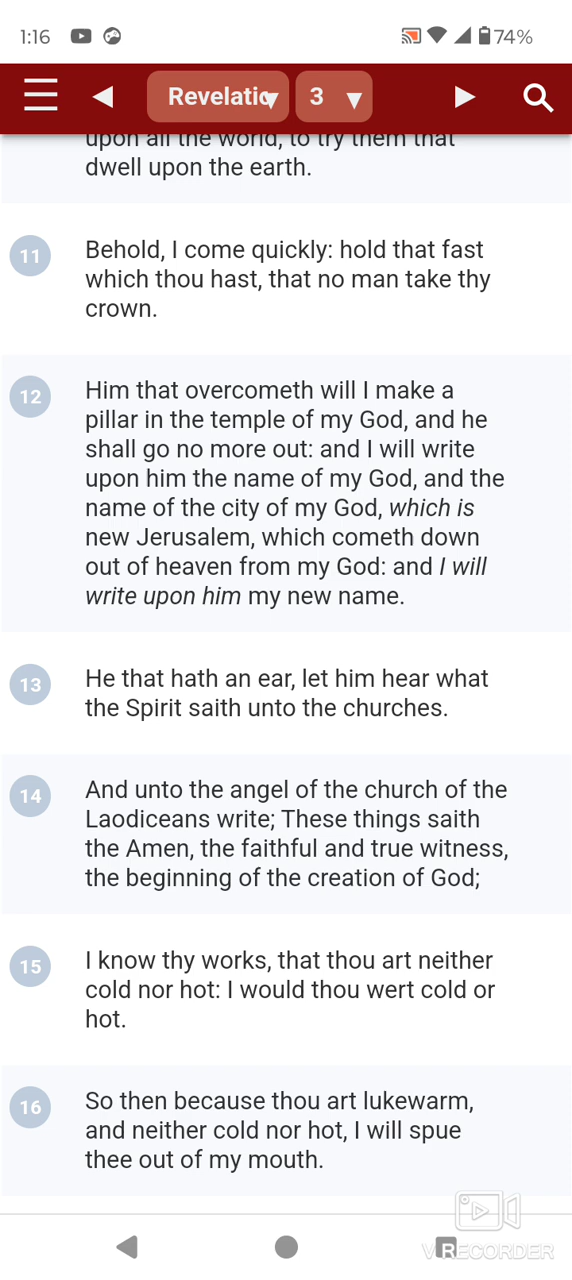 1:16
74%
Revelatio
3
upon all the world, to try them that
dwell upon the earth.
11
Behold, I come quickly: hold that fast
which thou hast, that no man take thy
crown.
12
Him that overcometh will I make a
pillar in the temple of my God, and he
shall go no more out: and I will write
upon him the name of my God, and the
name of the city of my God, which is
new Jerusalem, which cometh down
out of heaven from my God: and I will
write upon him my new name.
13
He that hath an ear, let him hear what
the Spirit saith unto the churches.
14
And unto the angel of the church of the
Laodiceans write; These things saith
the Amen, the faithful and true witness,
the beginning of the creation of God;
15
I know thy works, that thou art neither
cold nor hot: I would thou wert cold or
hot.
16
So then because thou art lukewarm,
and neither cold nor hot, I will spue
thee out of my mouth.
VRECORDER